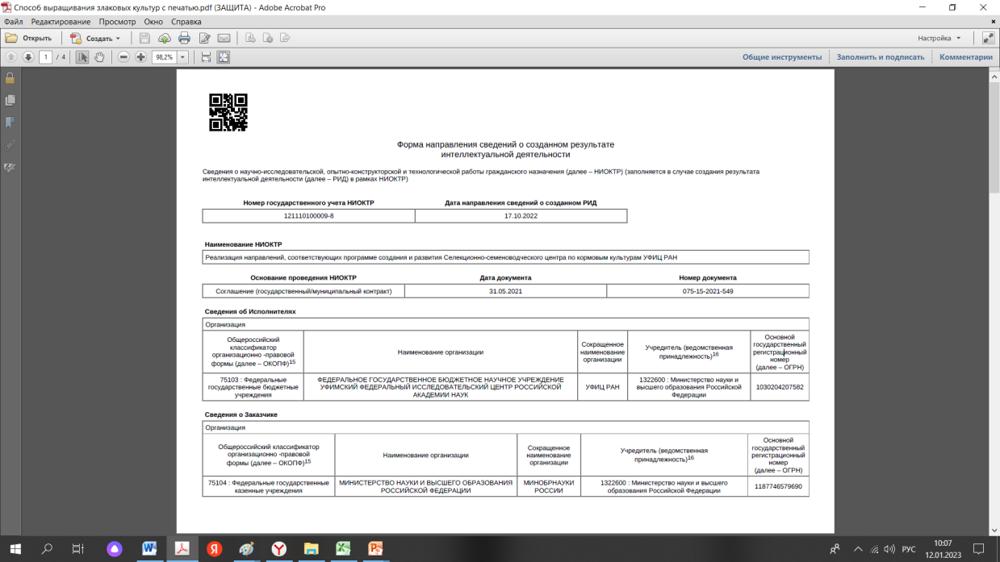 Способ выращивания злаковых культур с печатью.pdf (ЗАЩИТА) - Adobe Acrobat Pro
Файл Редактирование Просмотр Окно Справка
Открыть Создать Настройка
1 / 4 98,2% Общие инструменты Заполнить и подписать Комментарии
Форма направления сведений о созданном результате
интеллектуальной деятельности
Сведения о научно-исследовательской, опытно-конструкторской и технологической работы гражданского назначения (далее – НИОКТР) (заполняется в случае создания результата
интеллектуальной деятельности (далее – РИД) в рамках НИОКТР)
Номер государственного учета НИОКТР Дата направления сведений о созданном РИД
121110100009-8 17.10.2022
Наименование НИОКТР
Реализация направлений, соответствующих программе создания и развития Селекционно-семеноводческого центра по кормовым культурам УФИЦ РАН
Основание проведения НИОКТР Дата документа Номер документа
Соглашение (государственный/муниципальный контракт) 31.05.2021 075-15-2021-549
Сведения об Исполнителях
Организация
Общероссийский
классификатор
организационно -правовой
формы (далее – ОКОПФ)15
Наименование организации
Сокращенное
наименование
организации
Учредитель (ведомственная
принадлежность)16
Основной
государственный
регистрационный
номер
(далее – ОГРН)
75103 : Федеральные
государственные бюджетные
учреждения
ФЕДЕРАЛЬНОЕ ГОСУДАРСТВЕННОЕ БЮДЖЕТНОЕ НАУЧНОЕ УЧРЕЖДЕНИЕ
УФИМСКИЙ ФЕДЕРАЛЬНЫЙ ИССЛЕДОВАТЕЛЬСКИЙ ЦЕНТР РОССИЙСКОЙ
АКАДЕМИИ НАУК
УФИЦ РАН
1322600 : Министерство науки и
высшего образования Российской
Федерации
1030204207582
Сведения о Заказчике
Организация
Общероссийский классификатор
организационно -правовой
формы (далее – ОКОПФ)15
Наименование организации
Сокращенное
наименование
организации
Учредитель (ведомственная
принадлежность)16
Основной
государственный
регистрационный
номер
(далее – ОГРН)
75104 : Федеральные государственные
казенные учреждения
МИНИСТЕРСТВО НАУКИ И ВЫСШЕГО ОБРАЗОВАНИЯ
РОССИЙСКОЙ ФЕДЕРАЦИИ
МИНОБРНАУКИ
РОССИИ
1322600 : Министерство науки и высшего
образования Российской Федерации
1187746579690
РУС
10:07
12.01.2023